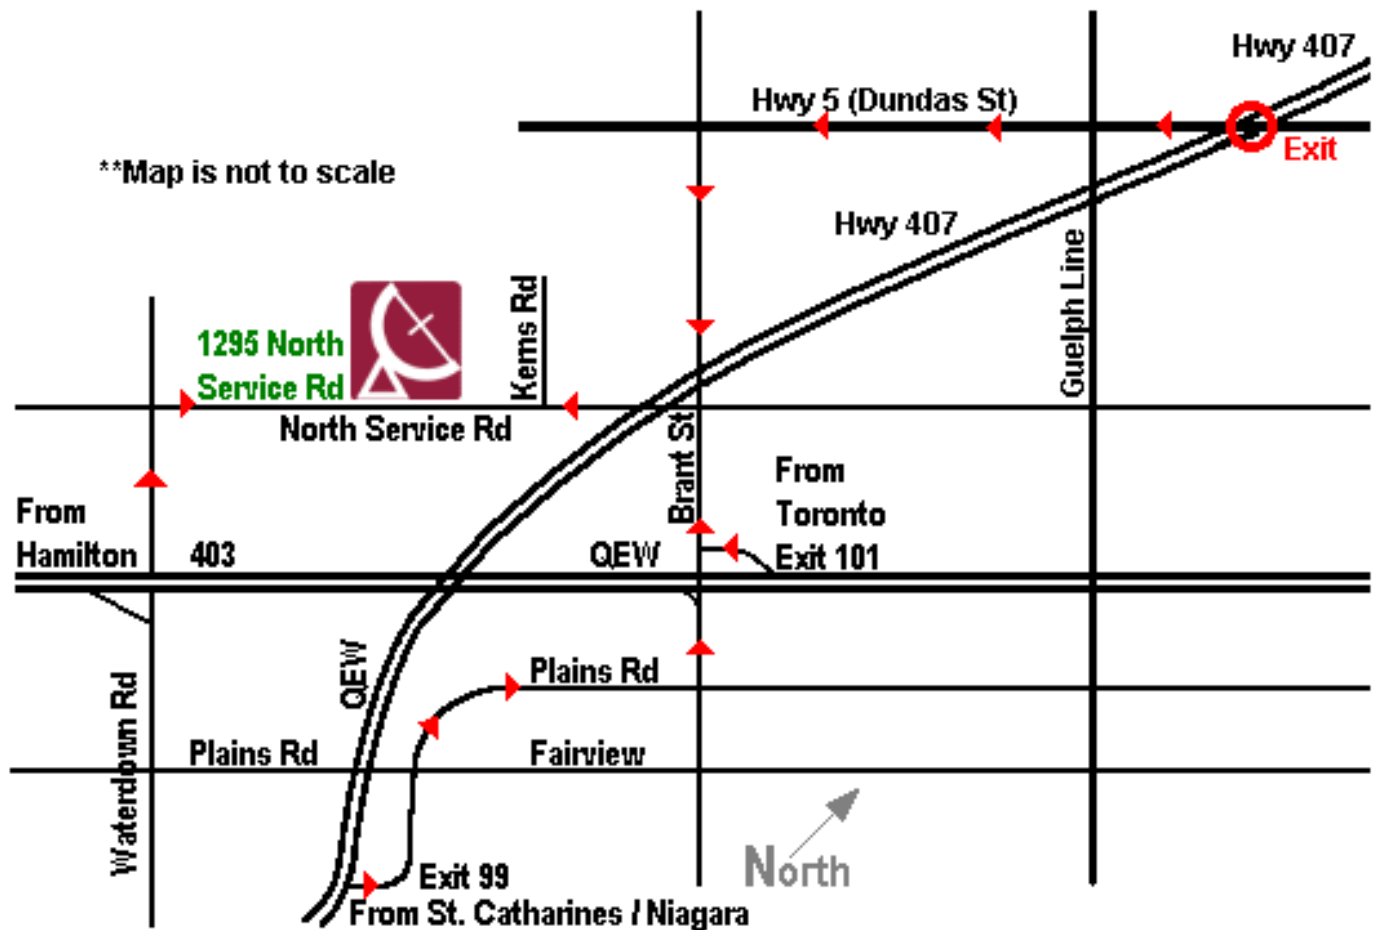 Hwy 407
Hwy 5 (Dundas St)
Exit
**Map is not to scale
Hwy 407
Guelph Line
Kerns Rd
1295 North
Service Rd
North Service Rd
Brant St
From
Toronto
Exit 101
From
Hamilton
403
QEW
QEW
Plains Rd
Waterdown Rd
Plains Rd
Fairview
North
Exit 99
From St. Catharines / Niagara